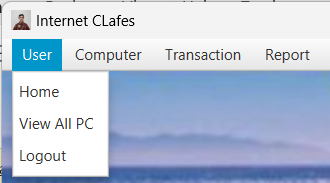 Internet CLafes
User Computer Transaction Report
Home
View All PC
Logout